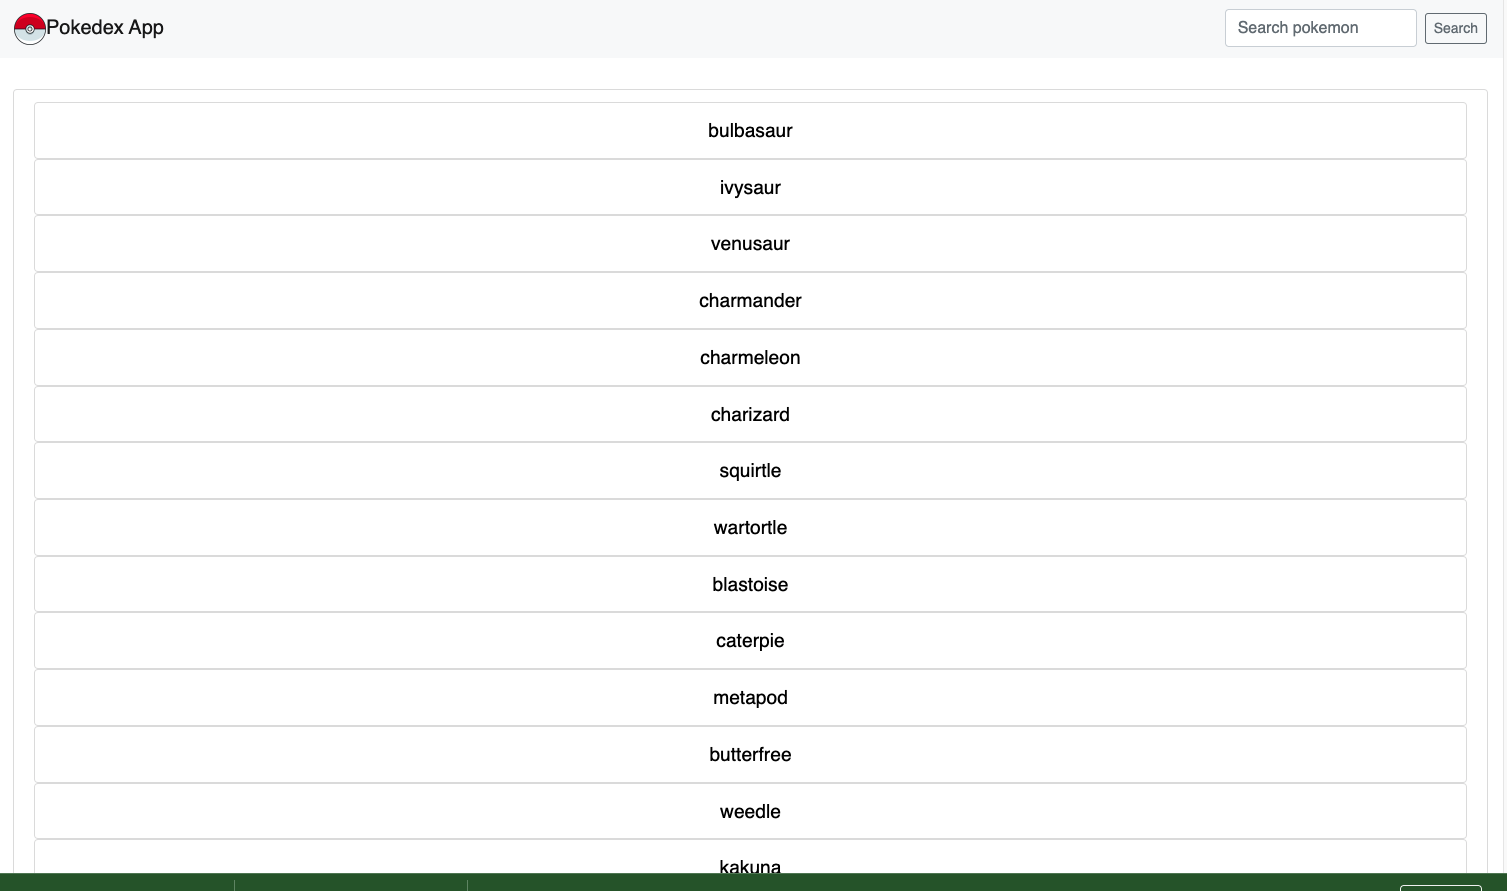 Pokedex App
Search pokemon
Search
bulbasaur
ivysaur
venusaur
charmander
charmeleon
charizard
squirtle
wartortle
blastoise
caterpie
metapod
butterfree
weedle
kakuna